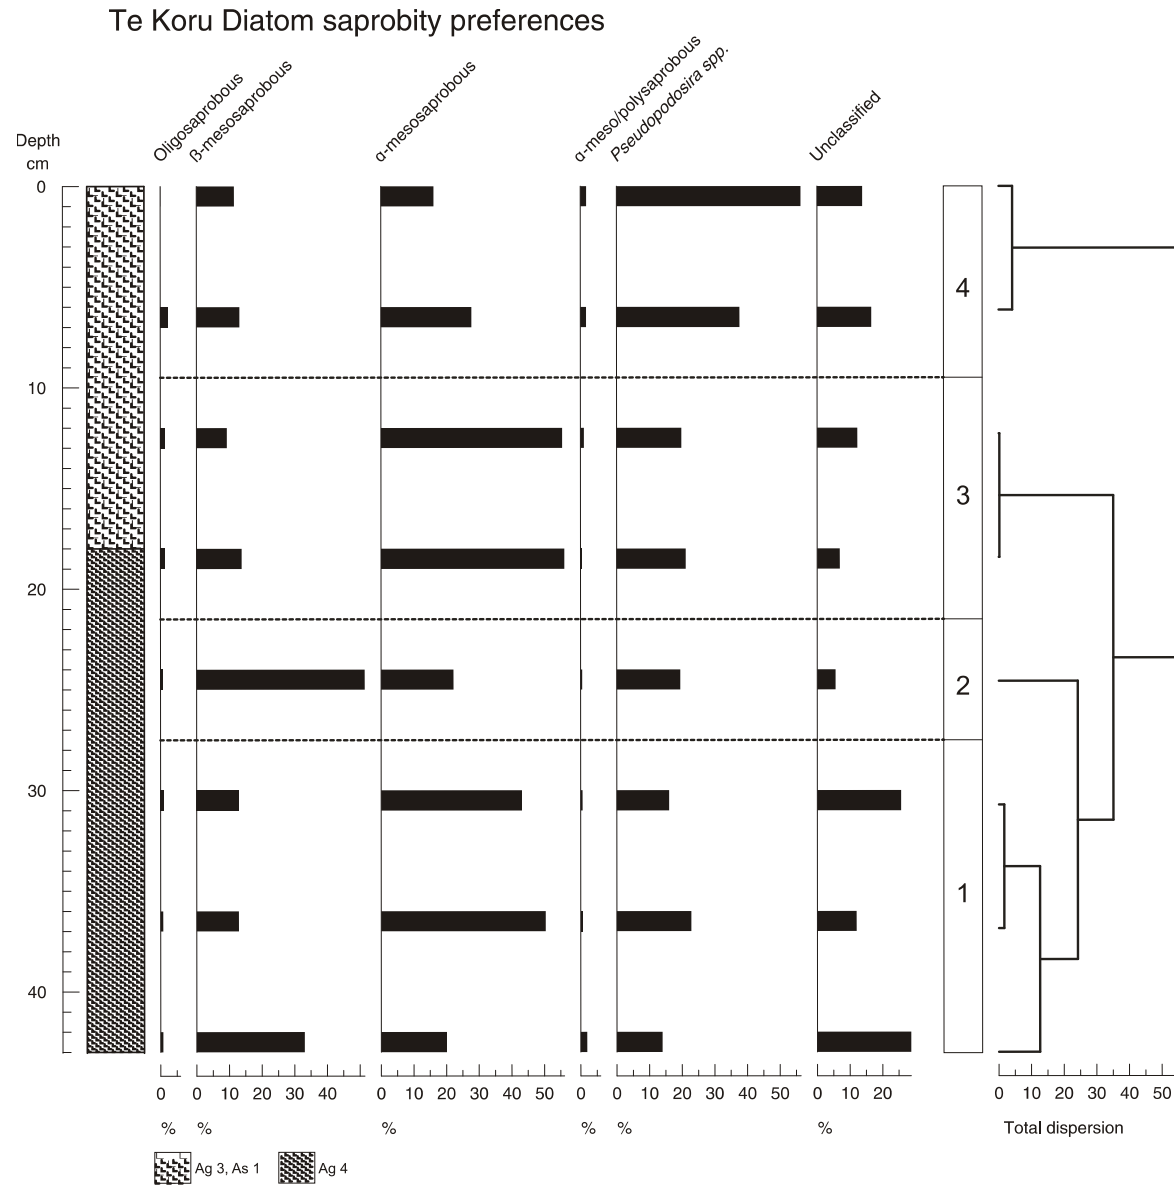 Te Koru Diatom saprobity preferences
Oligosaprobous
β-mesosaprobous
α-mesosaprobous
α-meso/polysaprobous
Pseudopodosira spp.
Unclassified
Depth
cm
0
10
20
30
40
4
3
2
1
0 0 10 20 30 40 0 10 20 30 40 50 0 0 10 20 30 40 50 0 10 20 0 10 20 30 40 50
% % % % % %
Total dispersion
Ag 3, As 1
Ag 4